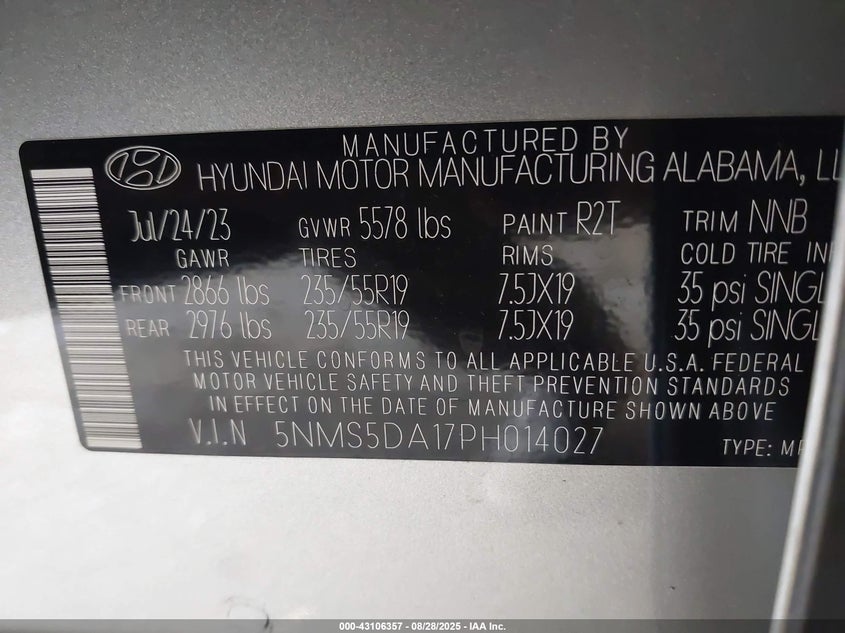 MANUFACTURED BY
HYUNDAI MOTOR MANUFACTURING ALABAMA, LL
Jul/24/23 GVWR 5578 lbs PAINT R2T TRIM NNB
GAWR TIRES RIMS COLD TIRE INF
FRONT 2866 lbs 235/55R19 7.5JX19 35 psi SINGL
REAR 2976 lbs 235/55R19 7.5JX19 35 psi SINGL
THIS VEHICLE CONFORMS TO ALL APPLICABLE U.S.A. FEDERAL
MOTOR VEHICLE SAFETY AND THEFT PREVENTION STANDARDS
IN EFFECT ON THE DATE OF MANUFACTURE SHOWN ABOVE
V.I.N 5NMS5DA17PH014027 TYPE: MP
000-43106357 | 08/28/2025 - IAA Inc.